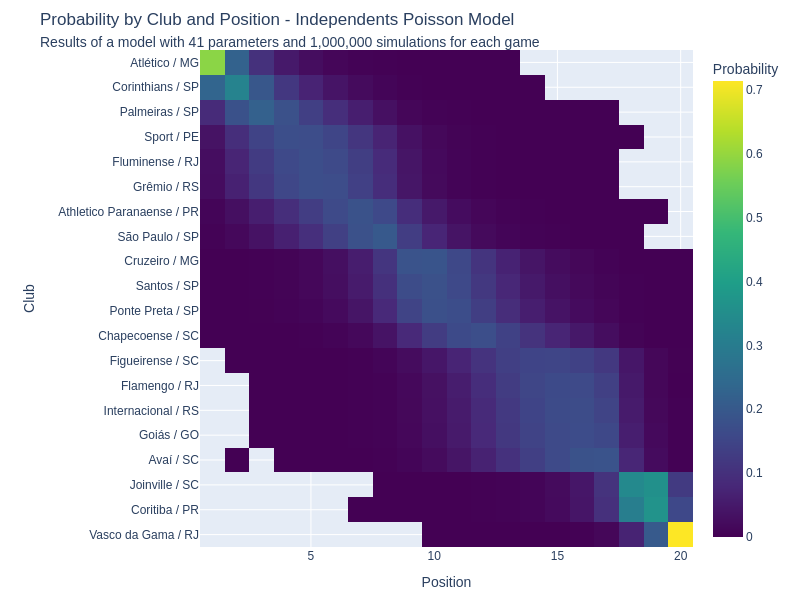 Probability by Club and Position - Independents Poisson Model
Results of a model with 41 parameters and 1,000,000 simulations for each game
Probability
Atlético / MG
Corinthians / SP
Palmeiras / SP
Sport / PE
Fluminense / RJ
Grêmio / RS
Athletico Paranaense / PR
São Paulo / SP
Cruzeiro / MG
Santos / SP
Ponte Preta / SP
Chapecoense / SC
Figueirense / SC
Flamengo / RJ
Internacional / RS
Goiás / GO
Avaí / SC
Joinville / SC
Coritiba / PR
Vasco da Gama / RJ
Club
5
10
15
20
Position
0.7
0.6
0.5
0.4
0.3
0.2
0.1
0